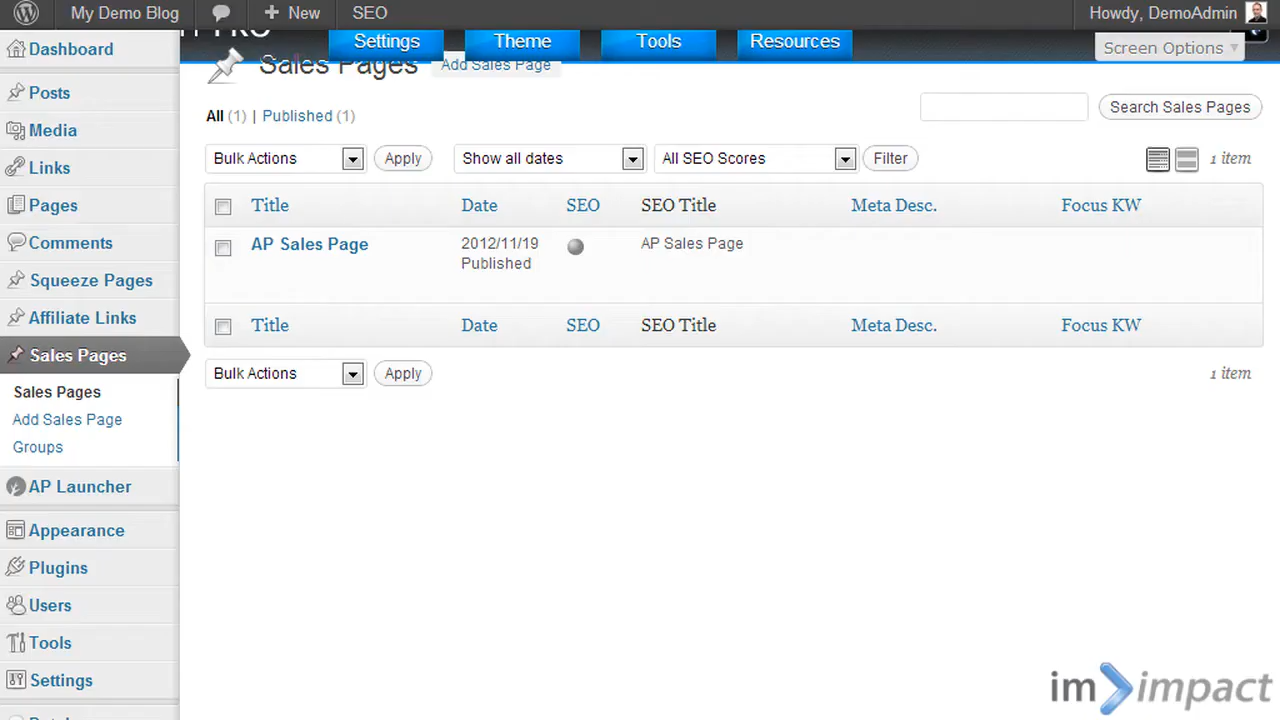 My Demo Blog New SEO Howdy, DemoAdmin
Settings Theme Tools Resources
Screen Options
Sales Pages Add Sales Page
Dashboard
Posts
Media
Links
Pages
Comments
Squeeze Pages
Affiliate Links
Sales Pages
Sales Pages
Add Sales Page
Groups
AP Launcher
Appearance
Plugins
Users
Tools
Settings
All (1) | Published (1)
Search Sales Pages
Bulk Actions Apply Show all dates All SEO Scores Filter 1 item
Title Date SEO SEO Title Meta Desc. Focus KW
AP Sales Page 2012/11/19 AP Sales Page
Published
Title Date SEO SEO Title Meta Desc. Focus KW
Bulk Actions Apply 1 item
im impact